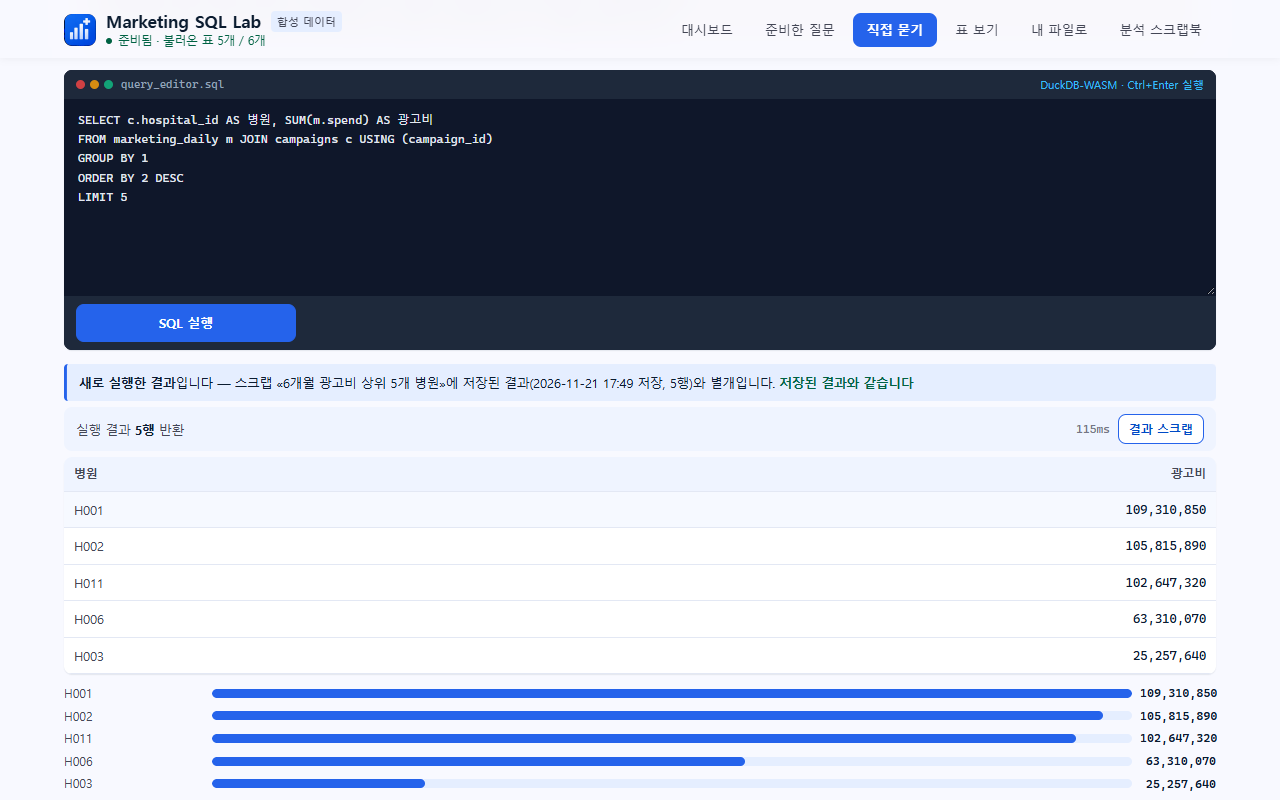 Marketing SQL Lab 합성 데이터
준비됨 · 불러온 표 5개 / 6개
대시보드 준비한 질문 직접 묻기 표 보기 내 파일로 분석 스크랩북
query_editor.sql DuckDB-WASM · Ctrl+Enter 실행
SELECT c.hospital_id AS 병원, SUM(m.spend) AS 광고비
FROM marketing_daily m JOIN campaigns c USING (campaign_id)
GROUP BY 1
ORDER BY 2 DESC
LIMIT 5
SQL 실행
새로 실행한 결과입니다 — 스크랩 «6개월 광고비 상위 5개 병원»에 저장된 결과(2026-11-21 17:49 저장, 5행)와 별개입니다. 저장된 결과와 같습니다
실행 결과 5행 반환 115ms 결과 스크랩
병원 광고비
H001 109,310,850
H002 105,815,890
H011 102,647,320
H006 63,310,070
H003 25,257,640
H001 109,310,850
H002 105,815,890
H011 102,647,320
H006 63,310,070
H003 25,257,640